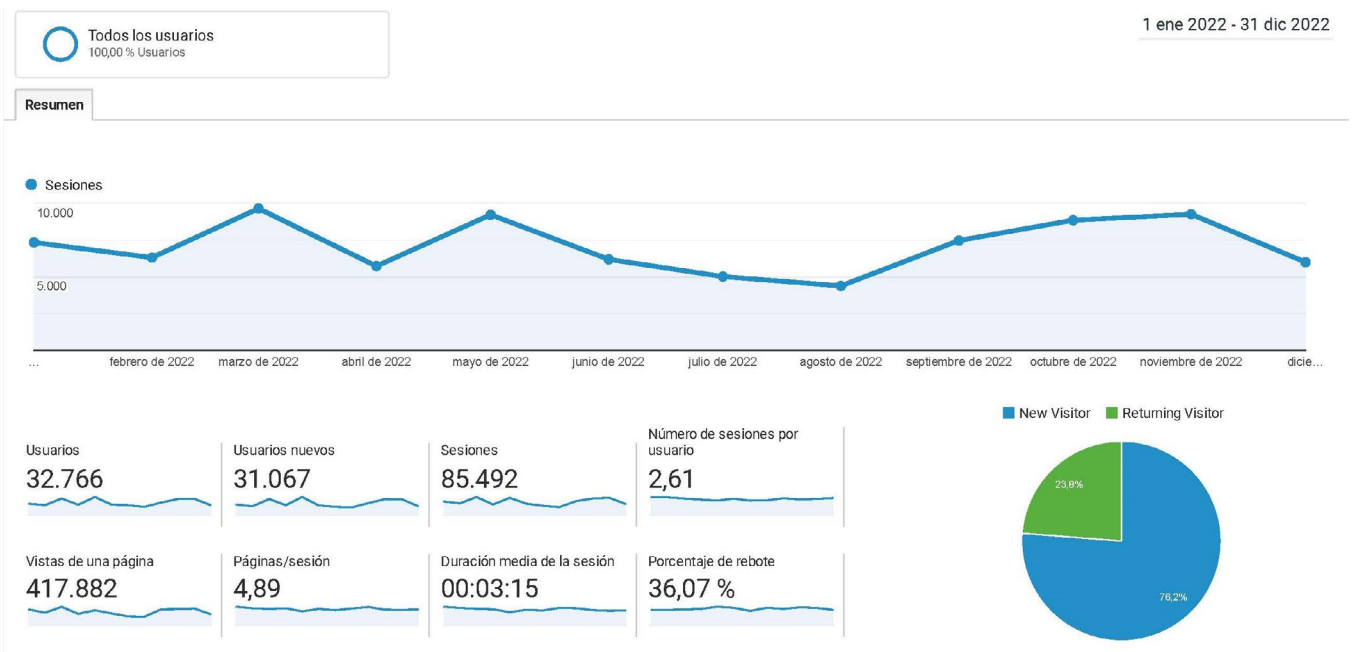 Todos los usuarios
100,00 % Usuarios
1 ene 2022 - 31 dic 2022
Resumen
Sesiones
10.000
5.000
...
febrero de 2022
marzo de 2022
abril de 2022
mayo de 2022
junio de 2022
julio de 2022
agosto de 2022
septiembre de 2022
octubre de 2022
noviembre de 2022
dicie...
New Visitor
Returning Visitor
Usuarios
32.766
Usuarios nuevos
31.067
Sesiones
85.492
Número de sesiones por
usuario
2,61
Vistas de una página
417.882
Páginas/sesión
4,89
Duración media de la sesión
00:03:15
Porcentaje de rebote
36,07 %
23,8%
76,2%